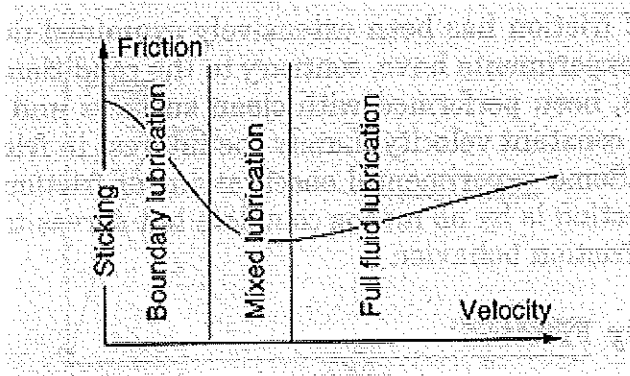 Friction
Sticking
Boundary lubrication
Mixed lubrication
Full fluid lubrication
Velocity